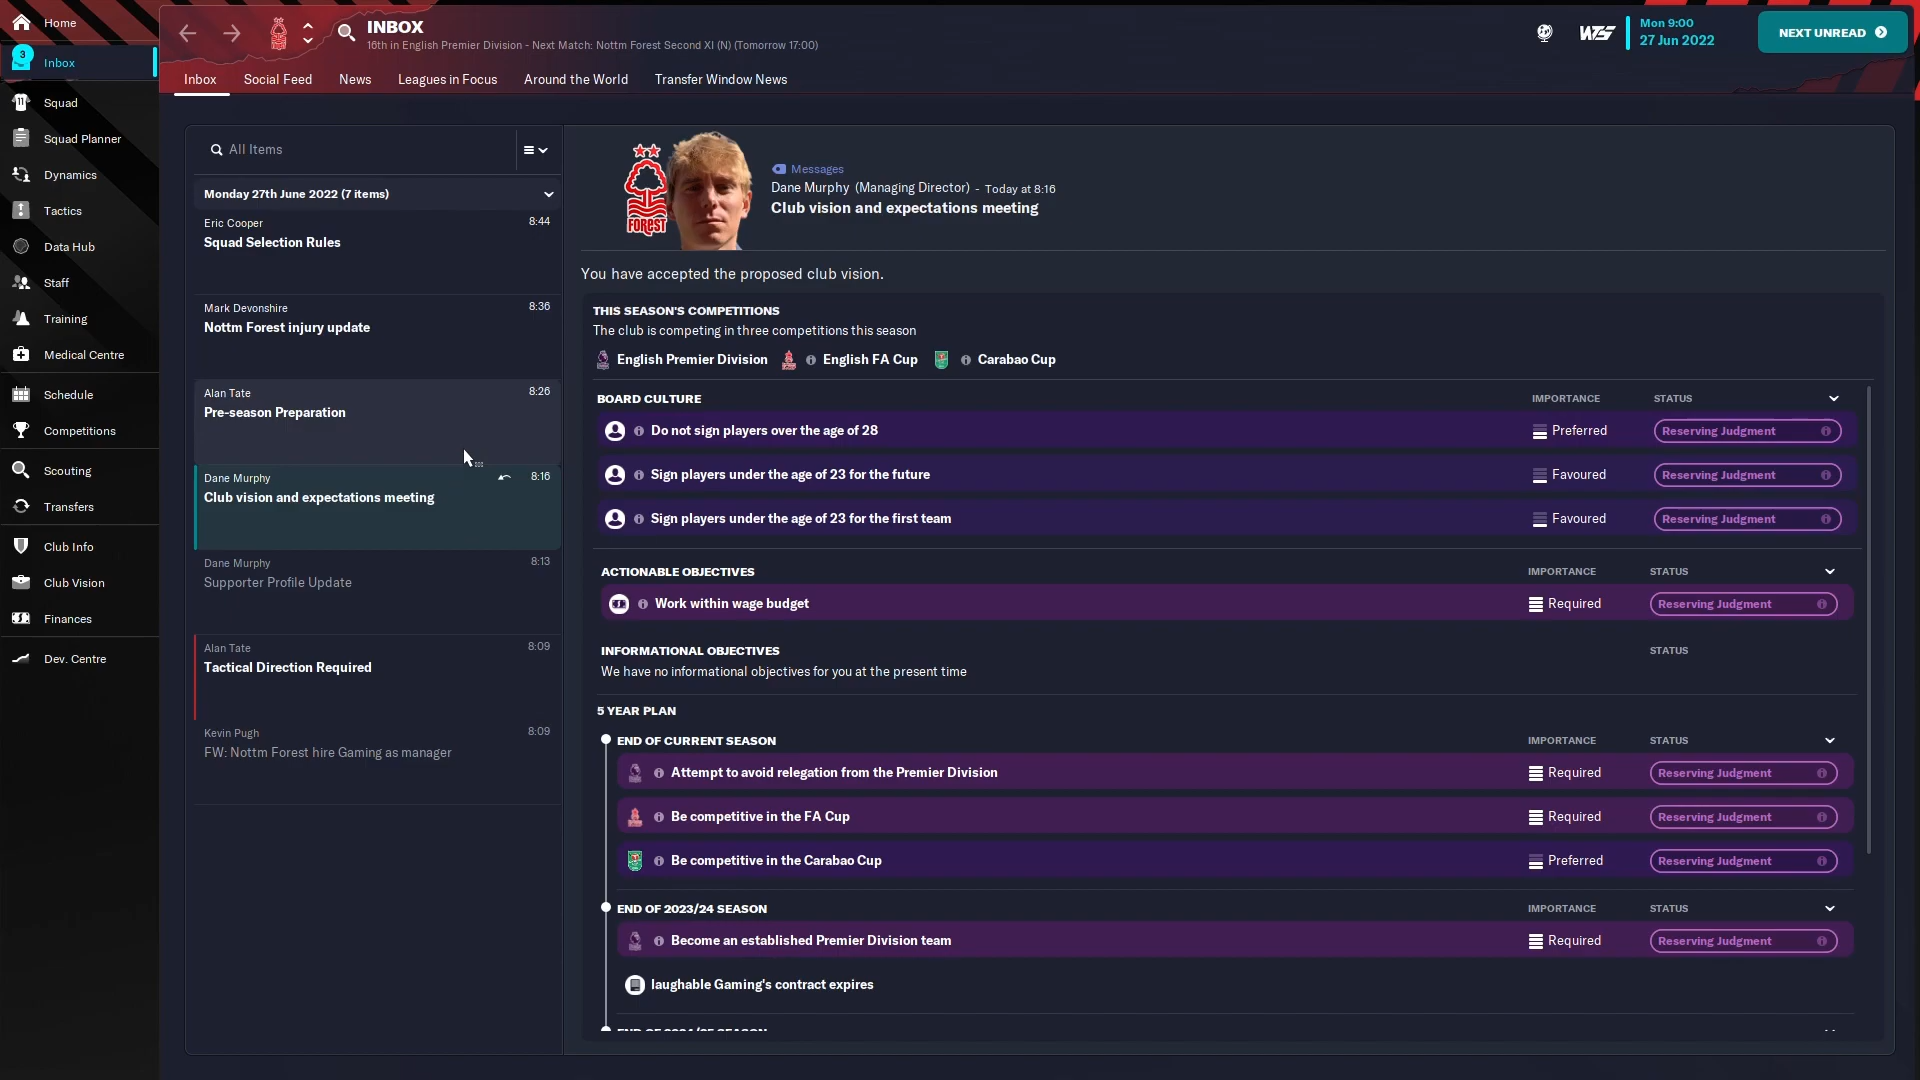 Home
3
Inbox
Squad
Squad Planner
Dynamics
Tactics
Data Hub
Staff
Training
Medical Centre
Schedule
Competitions
Scouting
Transfers
Club Info
Club Vision
Finances
Dev. Centre
INBOX
16th in English Premier Division - Next Match: Nottm Forest Second XI (N) (Tomorrow 17:00)
Mon 9:00
27 Jun 2022
NEXT UNREAD
Inbox Social Feed News Leagues in Focus Around the World Transfer Window News
All Items
Monday 27th June 2022 (7 items)
Eric Cooper 8:44
Squad Selection Rules
Mark Devonshire 8:36
Nottm Forest injury update
Alan Tate 8:26
Pre-season Preparation
Dane Murphy 8:16
Club vision and expectations meeting
Dane Murphy 8:13
Supporter Profile Update
Alan Tate 8:09
Tactical Direction Required
Kevin Pugh 8:09
FW: Nottm Forest hire Gaming as manager
FOREST
Messages
Dane Murphy (Managing Director) - Today at 8:16
Club vision and expectations meeting
You have accepted the proposed club vision.
THIS SEASON'S COMPETITIONS
The club is competing in three competitions this season
English Premier Division English FA Cup Carabao Cup
BOARD CULTURE IMPORTANCE STATUS
Do not sign players over the age of 28 Preferred Reserving Judgment
Sign players under the age of 23 for the future Favoured Reserving Judgment
Sign players under the age of 23 for the first team Favoured Reserving Judgment
ACTIONABLE OBJECTIVES IMPORTANCE STATUS
Work within wage budget Required Reserving Judgment
INFORMATIONAL OBJECTIVES STATUS
We have no informational objectives for you at the present time
5 YEAR PLAN
END OF CURRENT SEASON IMPORTANCE STATUS
Attempt to avoid relegation from the Premier Division Required Reserving Judgment
Be competitive in the FA Cup Required Reserving Judgment
Be competitive in the Carabao Cup Preferred Reserving Judgment
END OF 2023/24 SEASON IMPORTANCE STATUS
Become an established Premier Division team Required Reserving Judgment
laughable Gaming's contract expires